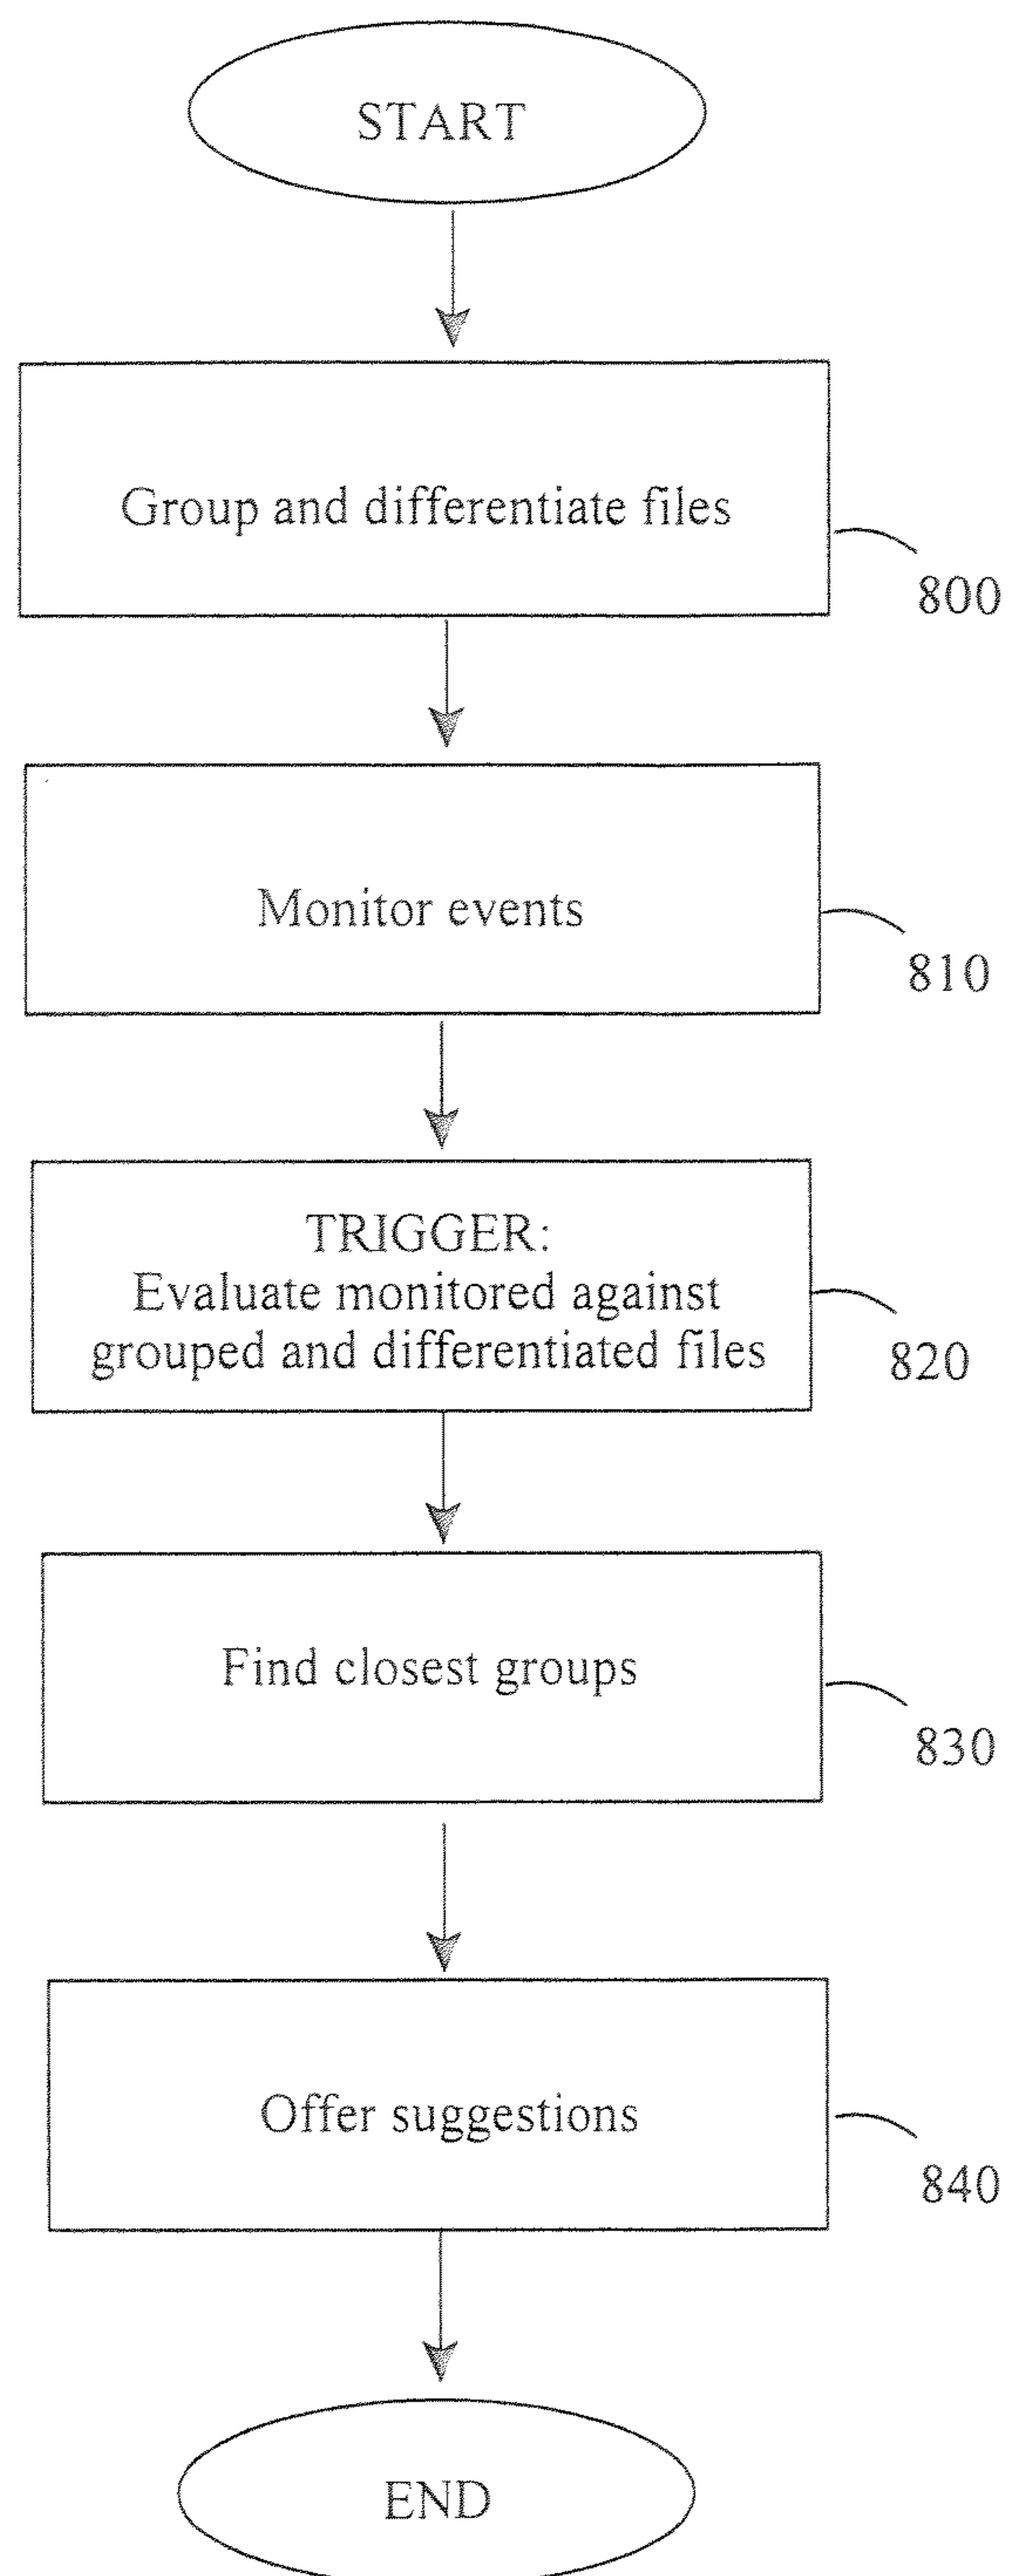 START
Group and differentiate files
800
Monitor events
810
TRIGGER:
Evaluate monitored against
grouped and differentiated files
820
Find closest groups
830
Offer suggestions
840
END